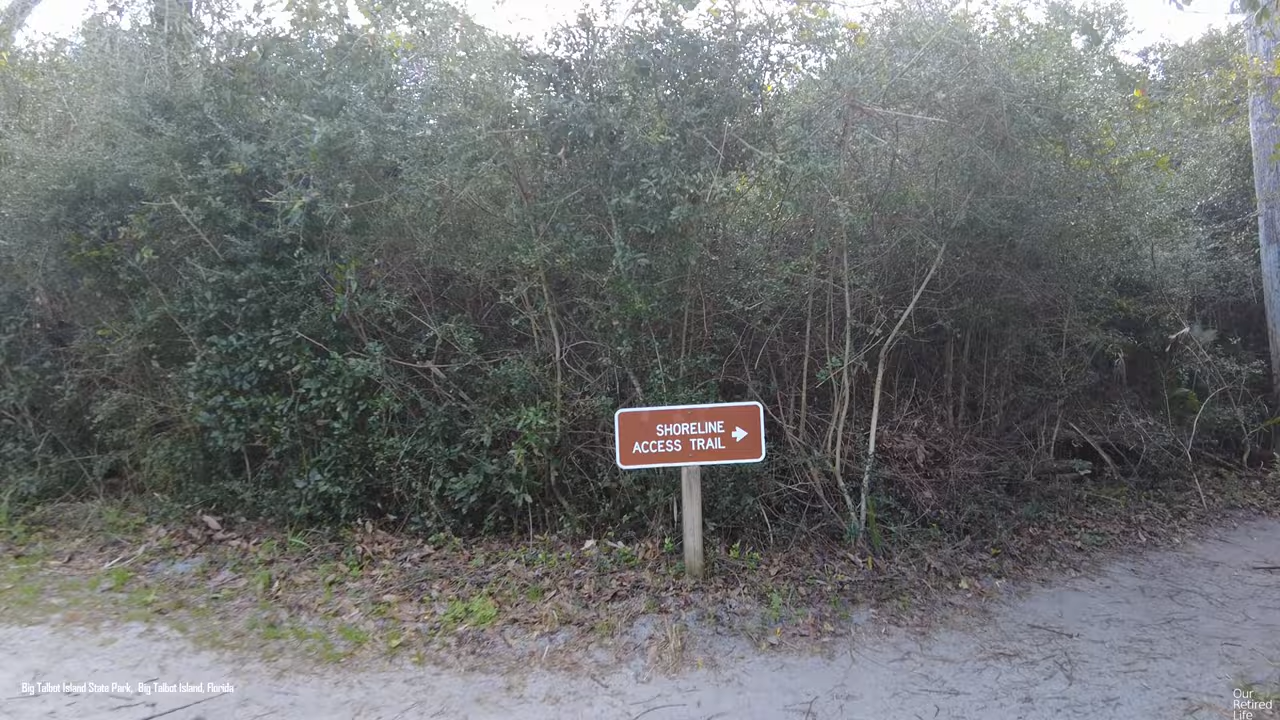 SHORELINE
ACCESS TRAIL
Big Talbot Island State Park, Big Talbot Island, Florida
Our
Retired
Life